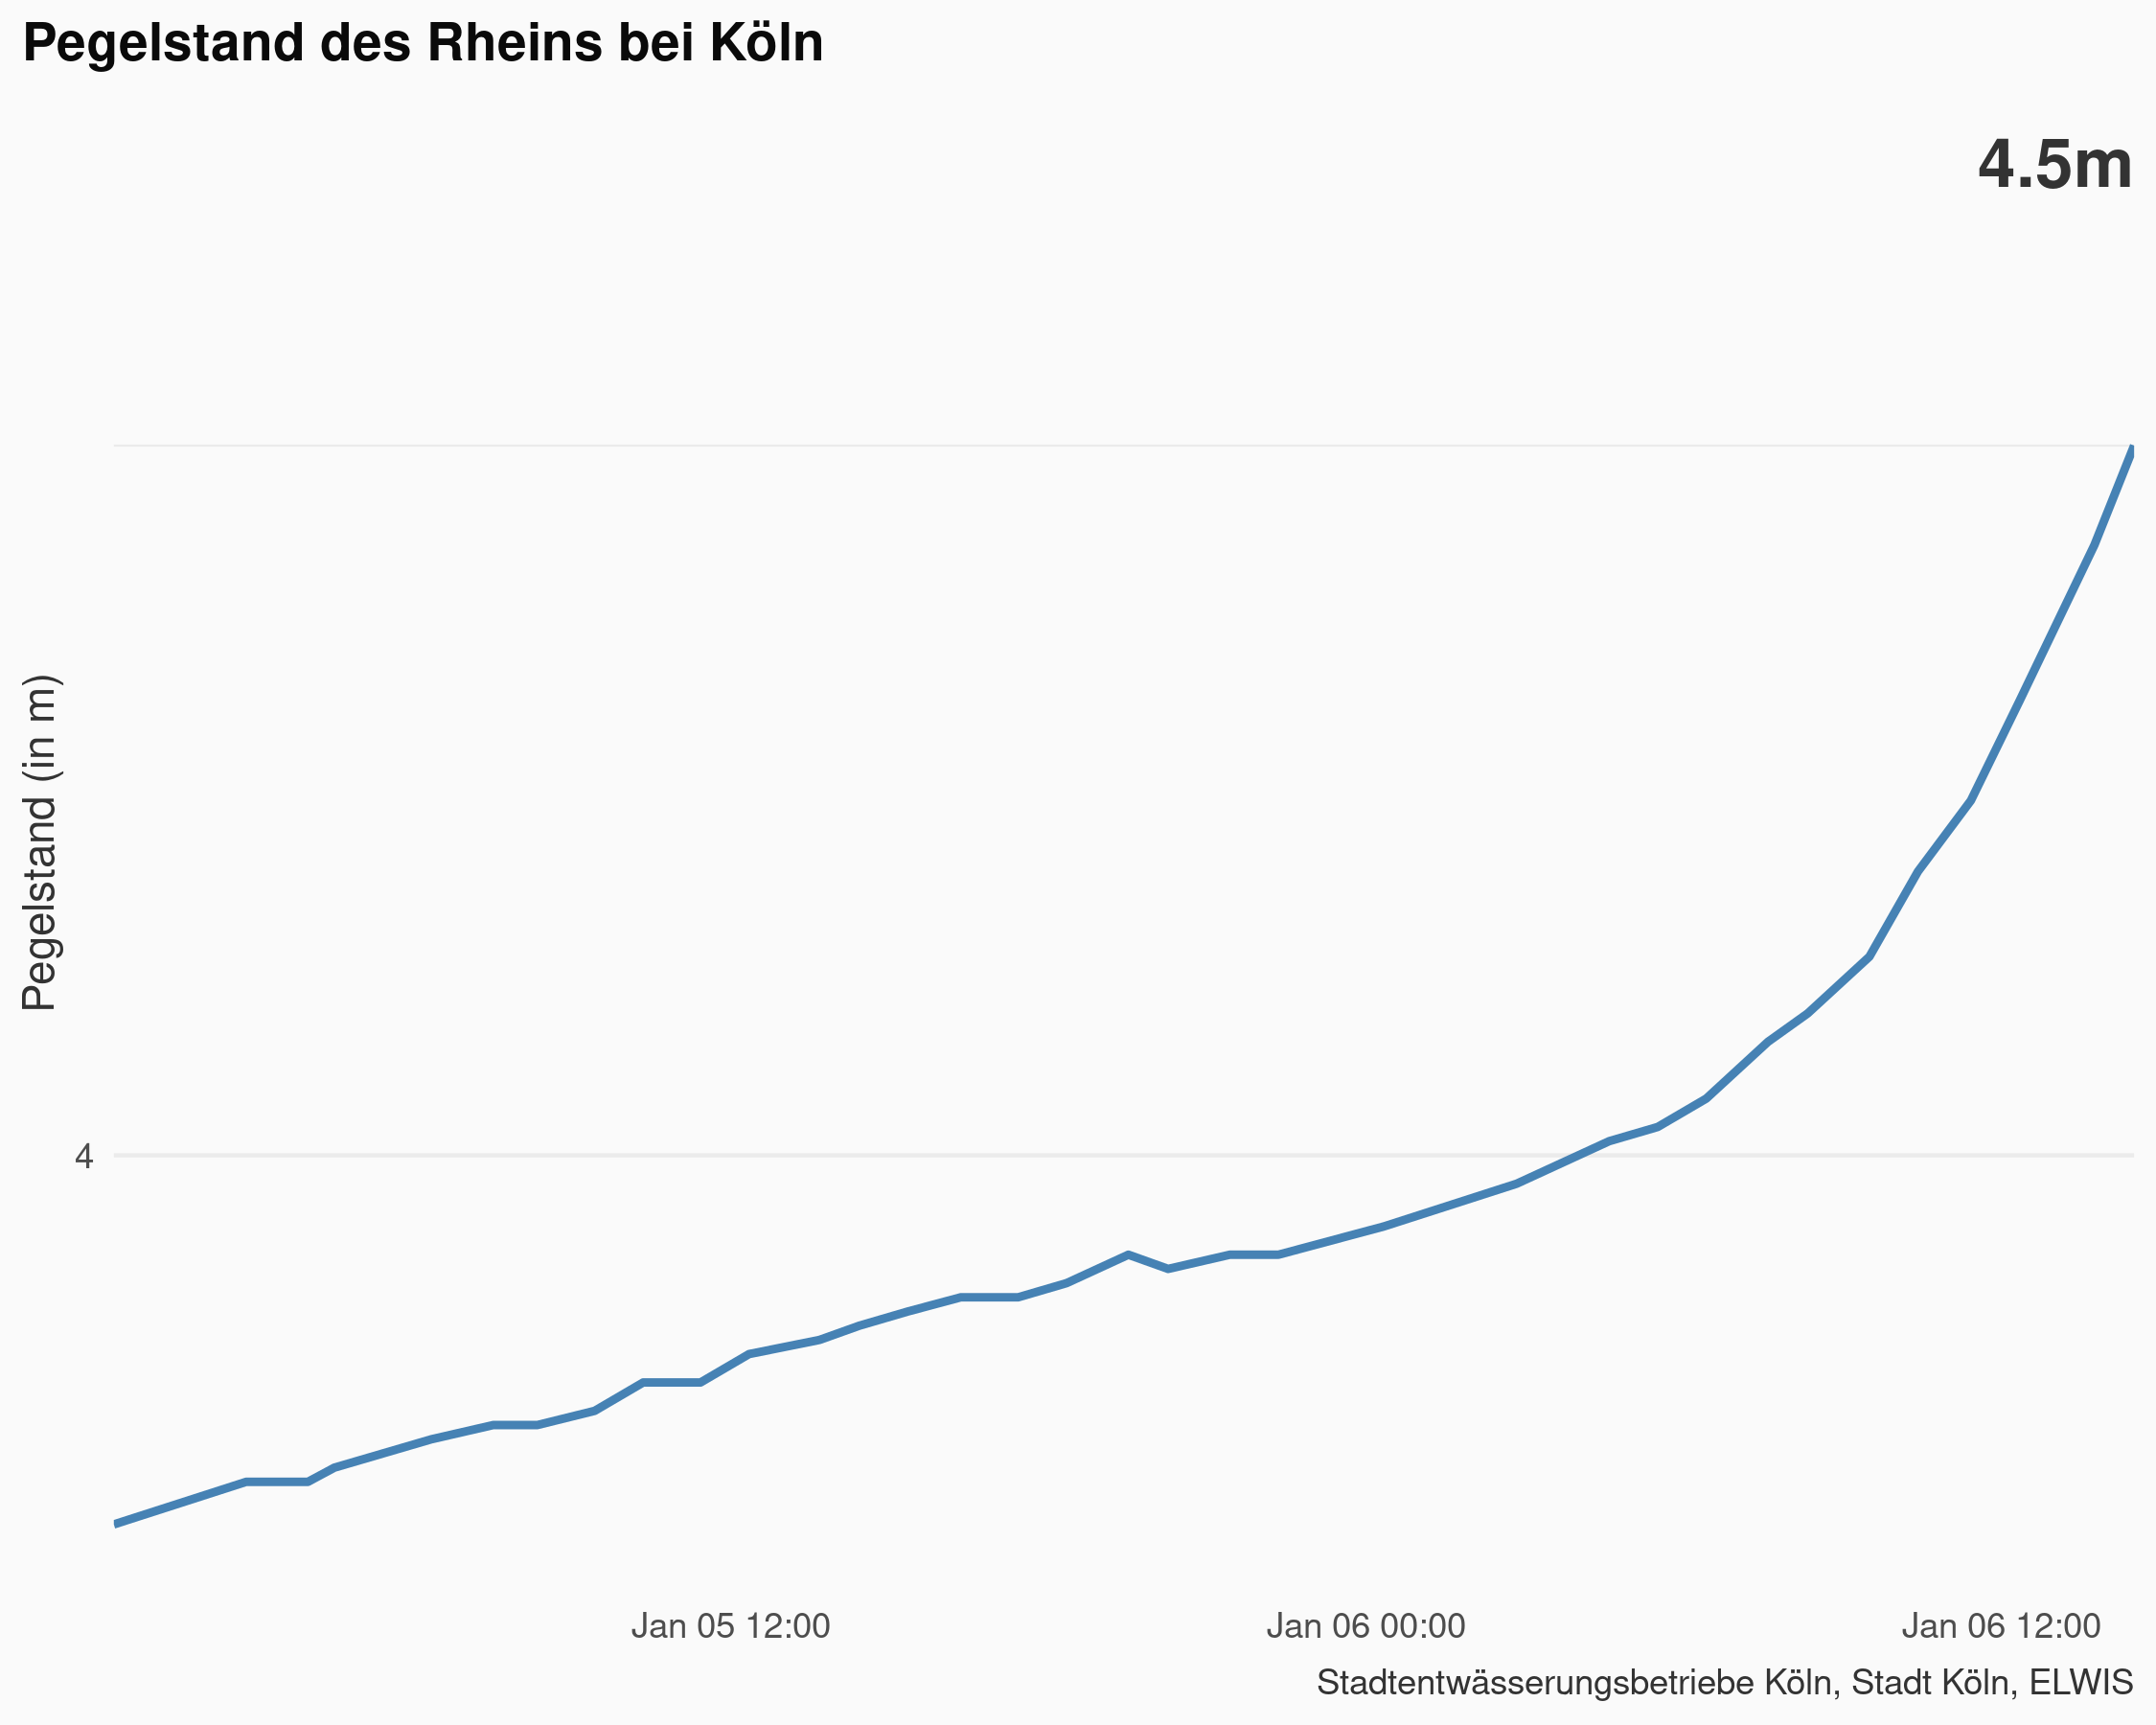 Pegelstand des Rheins bei Köln
4.5m
Pegelstand (in m)
4
Jan 05 12:00
Jan 06 00:00
Jan 06 12:00
Stadtentwässerungsbetriebe Köln, Stadt Köln, ELWIS